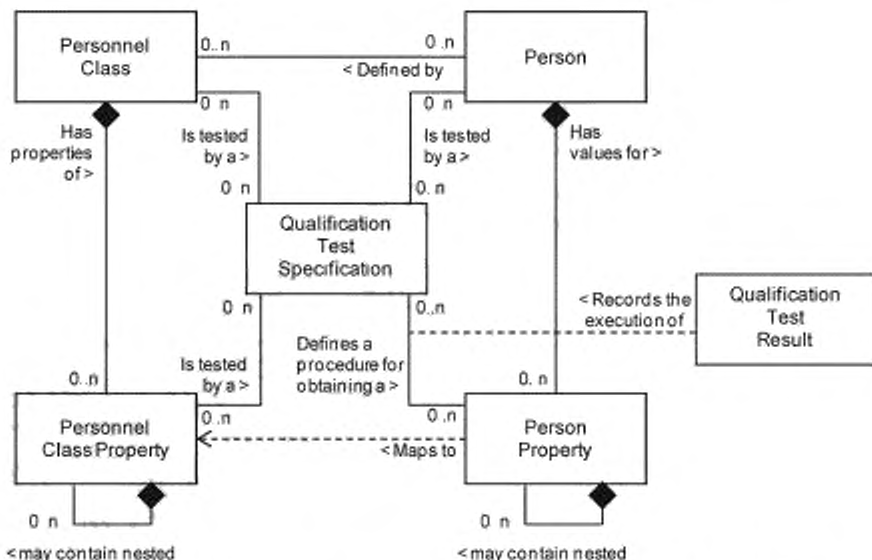 Personnel
Class
0..n
0 .n
Person
< Defined by
0 n
0 n
Has
properties
of >
Is tested
by a >
Is tested
by a >
Has
values for >
0 n
0..n
Qualification
Test
Specification
0 n
0..n
< Records the
execution of
Qualification
Test
Result
Defines a
procedure for
obtaining a >
Is tested
by a >
0..n
0. n
0..n
0..n
Personnel
Class Property
< Maps to
Person
Property
0 n
0 n
< may contain nested
< may contain nested